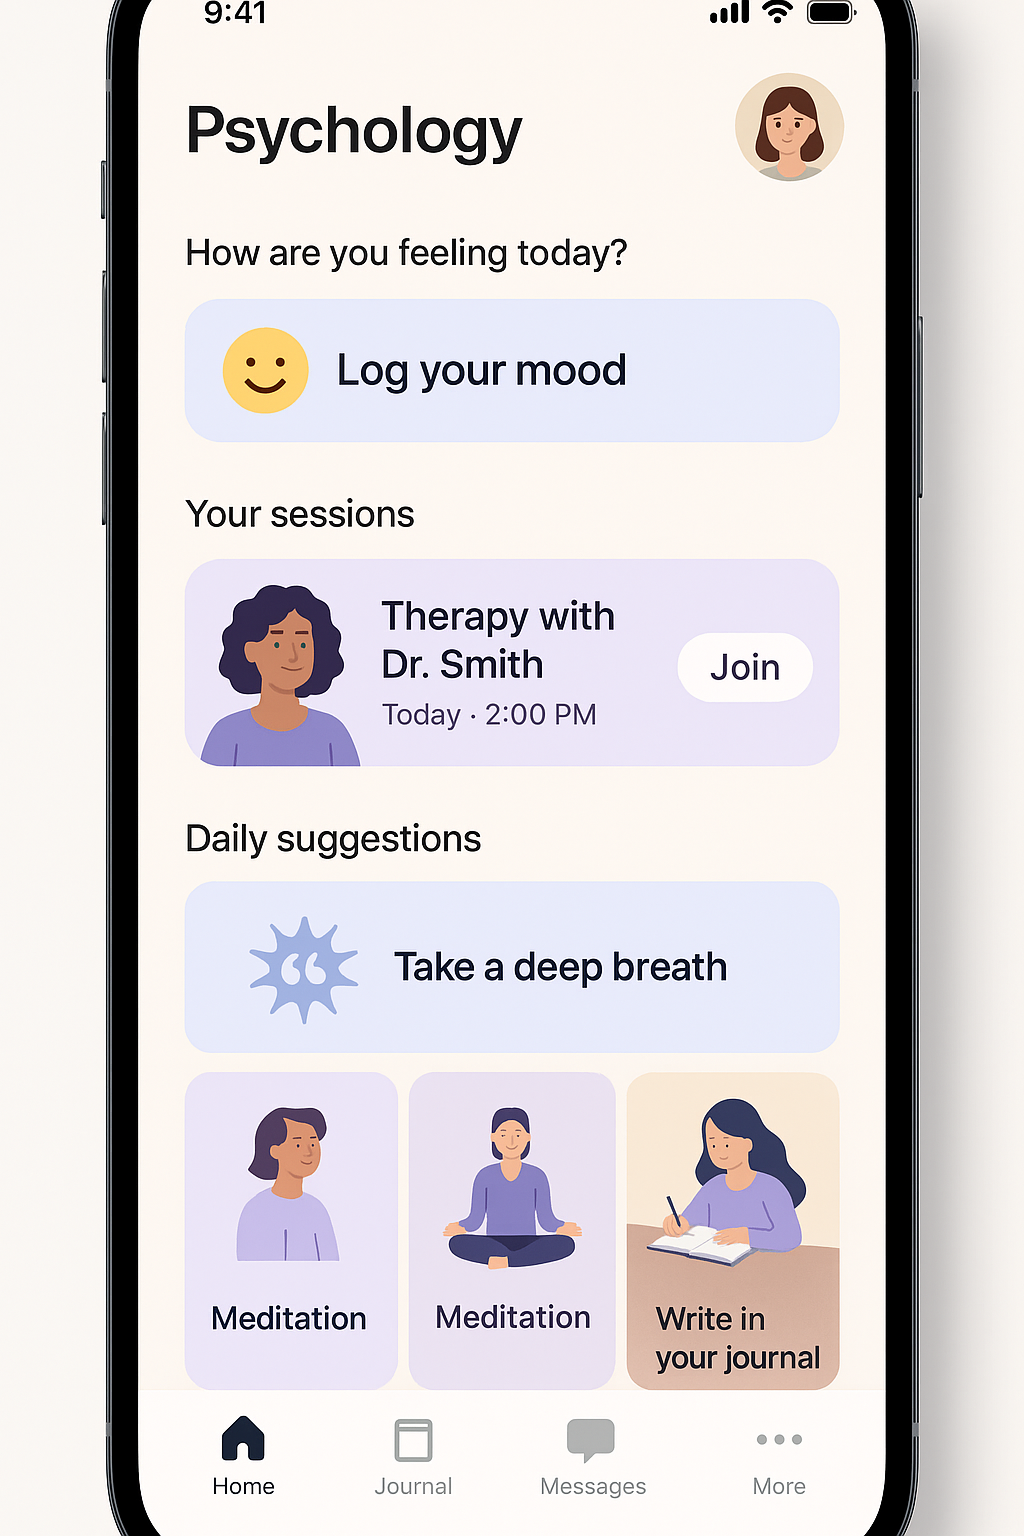 9:41
Psychology
How are you feeling today?
Log your mood
Your sessions
Therapy with
Dr. Smith
Today · 2:00 PM
Join
Daily suggestions
“
Take a deep breath
Meditation
Meditation
Write in
your journal
Home
Journal
Messages
More